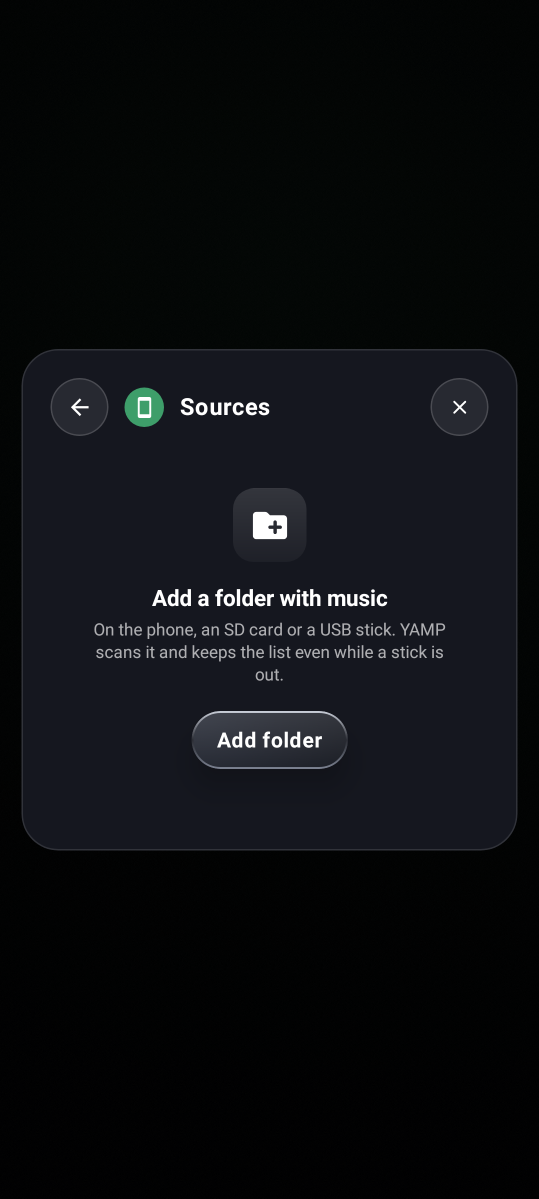 Sources
Add a folder with music
On the phone, an SD card or a USB stick. YAMP
scans it and keeps the list even while a stick is
out.
Add folder